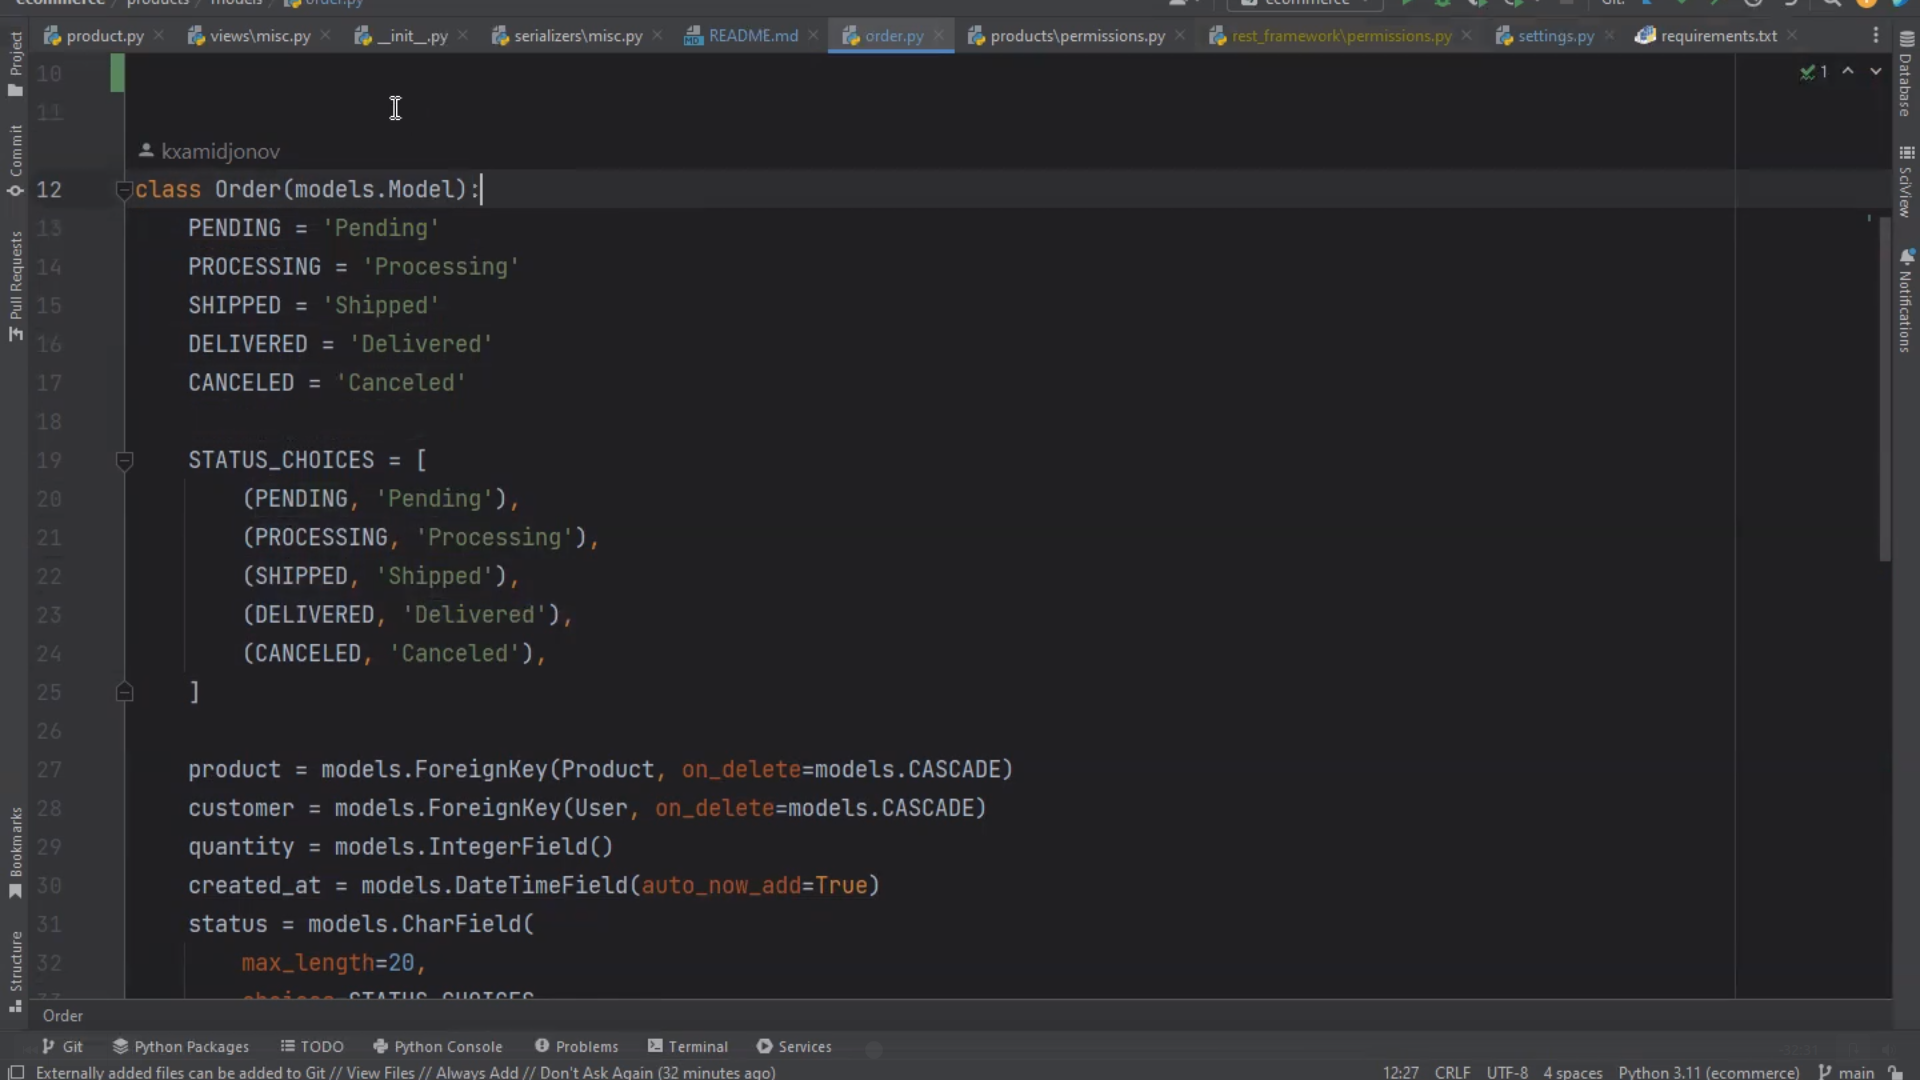 ecommerce products models order.py ecommerce Git:
product.py views\misc.py __init__.py serializers\misc.py README.md order.py products\permissions.py rest_framework\permissions.py settings.py requirements.txt
Project
Commit
Pull Requests
Bookmarks
Structure
Database
SciView
Notifications
1
10
11
kxamidjonov
12 class Order(models.Model):
13 PENDING = 'Pending'
14 PROCESSING = 'Processing'
15 SHIPPED = 'Shipped'
16 DELIVERED = 'Delivered'
17 CANCELED = 'Canceled'
18
19 STATUS_CHOICES = [
20 (PENDING, 'Pending'),
21 (PROCESSING, 'Processing'),
22 (SHIPPED, 'Shipped'),
23 (DELIVERED, 'Delivered'),
24 (CANCELED, 'Canceled'),
25 ]
26
27 product = models.ForeignKey(Product, on_delete=models.CASCADE)
28 customer = models.ForeignKey(User, on_delete=models.CASCADE)
29 quantity = models.IntegerField()
30 created_at = models.DateTimeField(auto_now_add=True)
31 status = models.CharField(
32 max_length=20,
33 choices=STATUS_CHOICES,
Order
Git Python Packages TODO Python Console Problems Terminal Services
Externally added files can be added to Git // View Files // Always Add // Don't Ask Again (32 minutes ago) 12:27 CRLF UTF-8 4 spaces Python 3.11 (ecommerce) main